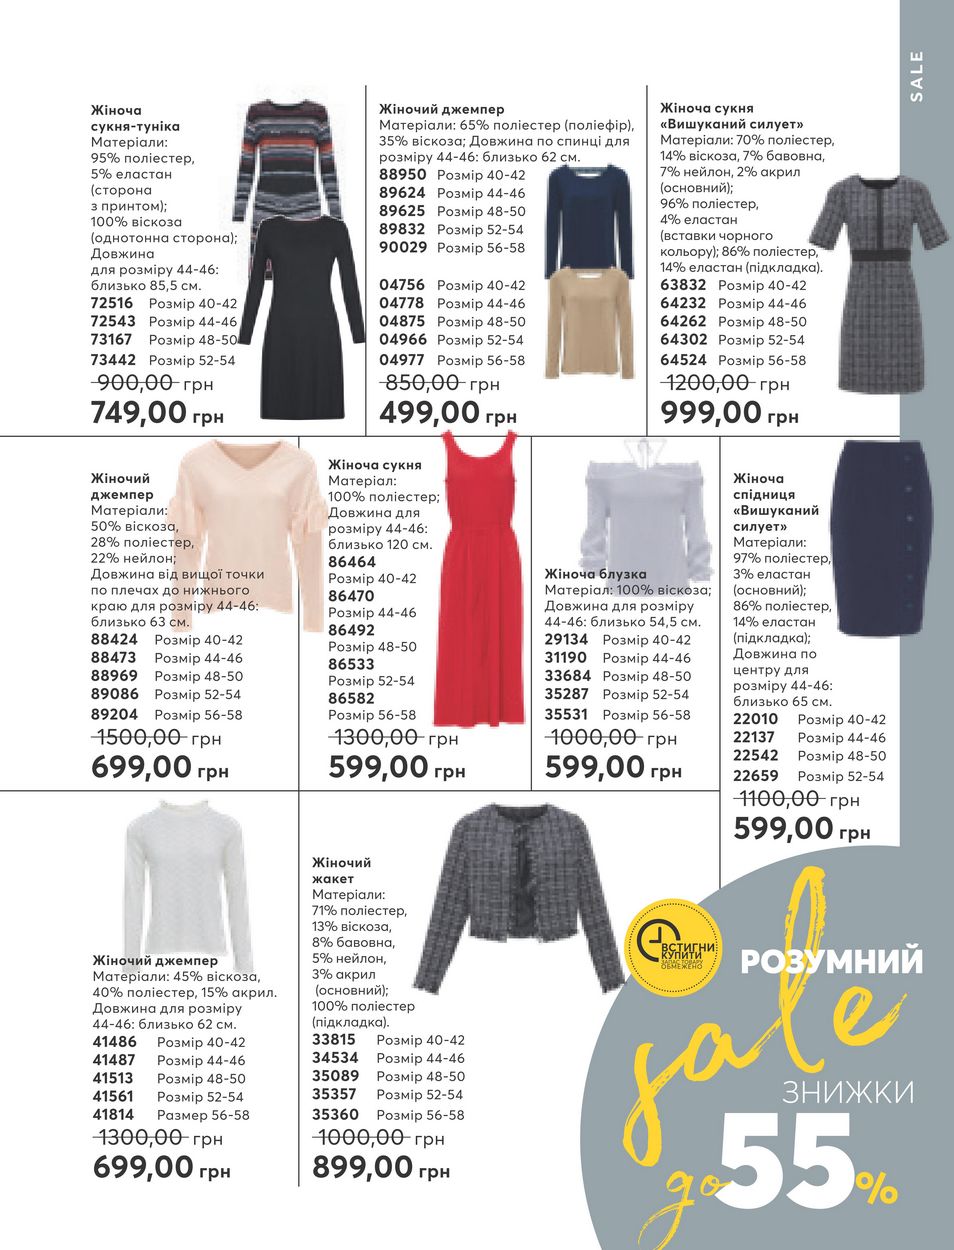 SALE
Жіноча
сукня-туніка
Матеріали:
95% поліестер,
5% еластан
(сторона
з принтом);
100% віскоза
(однотонна сторона);
Довжина
для розміру 44-46:
близько 85,5 см.
72516 Розмір 40-42
72543 Розмір 44-46
73167 Розмір 48-50
73442 Розмір 52-54
900,00 грн
749,00 грн
Жіночий джемпер
Матеріали: 65% поліестер (поліефір),
35% віскоза; Довжина по спинці для
розміру 44-46: близько 62 см.
88950 Розмір 40-42
89624 Розмір 44-46
89625 Розмір 48-50
89832 Розмір 52-54
90029 Розмір 56-58
04756 Розмір 40-42
04778 Розмір 44-46
04875 Розмір 48-50
04966 Розмір 52-54
04977 Розмір 56-58
850,00 грн
499,00 грн
Жіноча сукня
«Вишуканий силует»
Матеріали: 70% поліестер,
14% віскоза, 7% бавовна,
7% нейлон, 2% акрил
(основний);
96% поліестер,
4% еластан
(вставки чорного
кольору); 86% поліестер,
14% еластан (підкладка).
63832 Розмір 40-42
64232 Розмір 44-46
64262 Розмір 48-50
64302 Розмір 52-54
64524 Розмір 56-58
1200,00 грн
999,00 грн
Жіночий
джемпер
Матеріали:
50% віскоза,
28% поліестер,
22% нейлон;
Довжина від вищої точки
по плечах до нижнього
краю для розміру 44-46:
близько 63 см.
88424 Розмір 40-42
88473 Розмір 44-46
88969 Розмір 48-50
89086 Розмір 52-54
89204 Розмір 56-58
1500,00 грн
699,00 грн
Жіноча сукня
Матеріал:
100% поліестер;
Довжина для
розміру 44-46:
близько 120 см.
86464
Розмір 40-42
86470
Розмір 44-46
86492
Розмір 48-50
86533
Розмір 52-54
86582
Розмір 56-58
1300,00 грн
599,00 грн
Жіноча блузка
Матеріал: 100% віскоза;
Довжина для розміру
44-46: близько 54,5 см.
29134 Розмір 40-42
31190 Розмір 44-46
33684 Розмір 48-50
35287 Розмір 52-54
35531 Розмір 56-58
1000,00 грн
599,00 грн
Жіноча
спідниця
«Вишуканий
силует»
Матеріали:
97% поліестер,
3% еластан
(основний);
86% поліестер,
14% еластан
(підкладка);
Довжина по
центру для
розміру 44-46:
близько 65 см.
22010 Розмір 40-42
22137 Розмір 44-46
22542 Розмір 48-50
22659 Розмір 52-54
1100,00 грн
599,00 грн
Жіночий джемпер
Матеріали: 45% віскоза,
40% поліестер, 15% акрил.
Довжина для розміру
44-46: близько 62 см.
41486 Розмір 40-42
41487 Розмір 44-46
41513 Розмір 48-50
41561 Розмір 52-54
41814 Размер 56-58
1300,00 грн
699,00 грн
Жіночий
жакет
Матеріали:
71% поліестер,
13% віскоза,
8% бавовна,
5% нейлон,
3% акрил
(основний);
100% поліестер
(підкладка).
33815 Розмір 40-42
34534 Розмір 44-46
35089 Розмір 48-50
35357 Розмір 52-54
35360 Розмір 56-58
1000,00 грн
899,00 грн
ВСТИГНИ
КУПИТИ
ЗАПАС ТОВАРУ
ОБМЕЖЕНО
РОЗУМНИЙ
sale
ЗНИЖКИ
до 55%